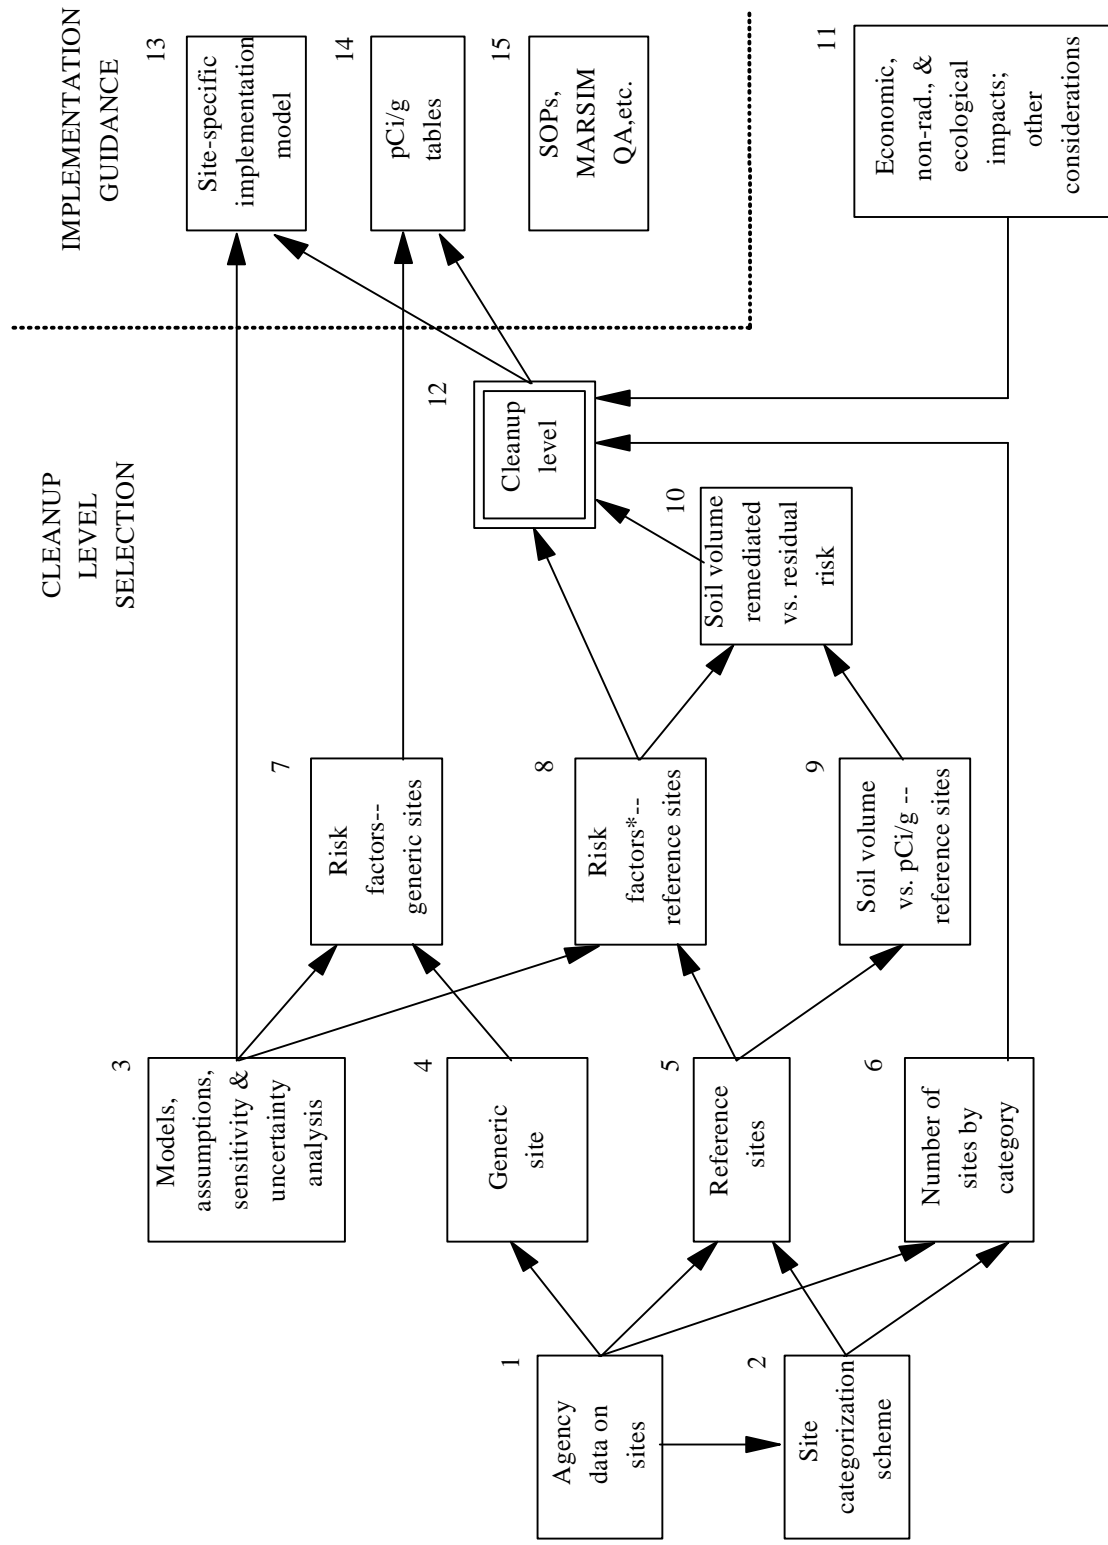 CLEANUP
LEVEL
SELECTION
IMPLEMENTATION
GUIDANCE
1
Agency
data on
sites
2
Site
categorization
scheme
3
Models,
assumptions,
sensitivity &
uncertainty
analysis
4
Generic
site
5
Reference
sites
6
Number of
sites by
category
7
Risk
factors--
generic sites
8
Risk
factors*--
reference sites
9
Soil volume
vs. pCi/g --
reference sites
10
Soil volume
remediated
vs. residual
risk
12
Cleanup
level
13
Site-specific
implementation
model
14
pCi/g
tables
15
SOPs,
MARSIM
QA,etc.
11
Economic,
non-rad., &
ecological
impacts;
other
considerations